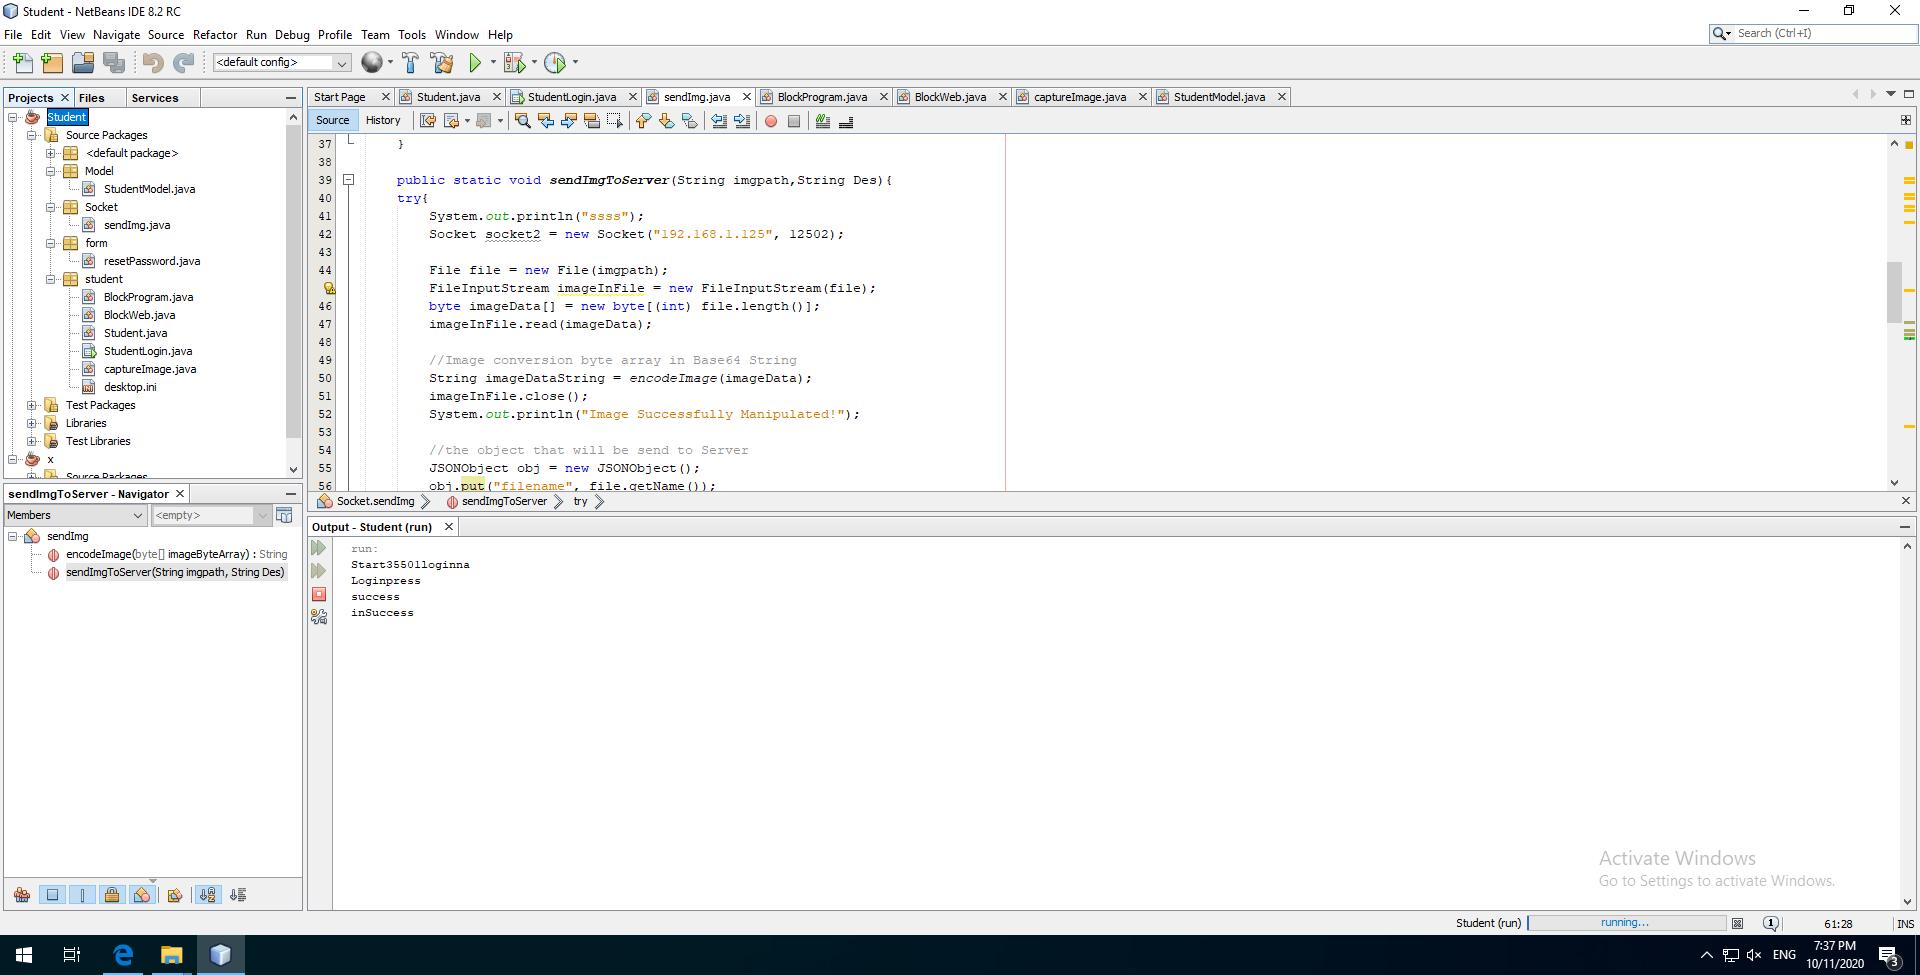 Student - NetBeans IDE 8.2 RC
File Edit View Navigate Source Refactor Run Debug Profile Team Tools Window Help
Search (Ctrl+I)
<default config>
Projects Files Services
Student
Source Packages
<default package>
Model
StudentModel.java
Socket
sendImg.java
form
resetPassword.java
student
BlockProgram.java
BlockWeb.java
Student.java
StudentLogin.java
captureImage.java
desktop.ini
Test Packages
Libraries
Test Libraries
x
Source Packages
sendImgToServer - Navigator
Members <empty>
sendImg
encodeImage(byte[] imageByteArray) : String
sendImgToServer(String imgpath, String Des)
Start Page Student.java StudentLogin.java sendImg.java BlockProgram.java BlockWeb.java captureImage.java StudentModel.java
Source History
37 }
38
39 public static void sendImgToServer(String imgpath,String Des){
40 try{
41 System.out.println("ssss");
42 Socket socket2 = new Socket("192.168.1.125", 12502);
43
44 File file = new File(imgpath);
FileInputStream imageInFile = new FileInputStream(file);
46 byte imageData[] = new byte[(int) file.length()];
47 imageInFile.read(imageData);
48
49 //Image conversion byte array in Base64 String
50 String imageDataString = encodeImage(imageData);
51 imageInFile.close();
52 System.out.println("Image Successfully Manipulated!");
53
54 //the object that will be send to Server
55 JSONObject obj = new JSONObject();
56 obj.put("filename", file.getName());
Socket.sendImg sendImgToServer try
Output - Student (run)
run:
Start35501loginna
Loginpress
success
inSuccess
Activate Windows
Go to Settings to activate Windows.
Student (run) running... 1 61:28 INS
ENG 7:37 PM
10/11/2020 3